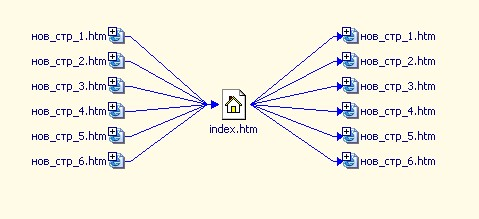 нов_стр_1.htm нов_стр_1.htm
нов_стр_2.htm нов_стр_2.htm
нов_стр_3.htm нов_стр_3.htm
нов_стр_4.htm нов_стр_4.htm
index.htm
нов_стр_5.htm нов_стр_5.htm
нов_стр_6.htm нов_стр_6.htm